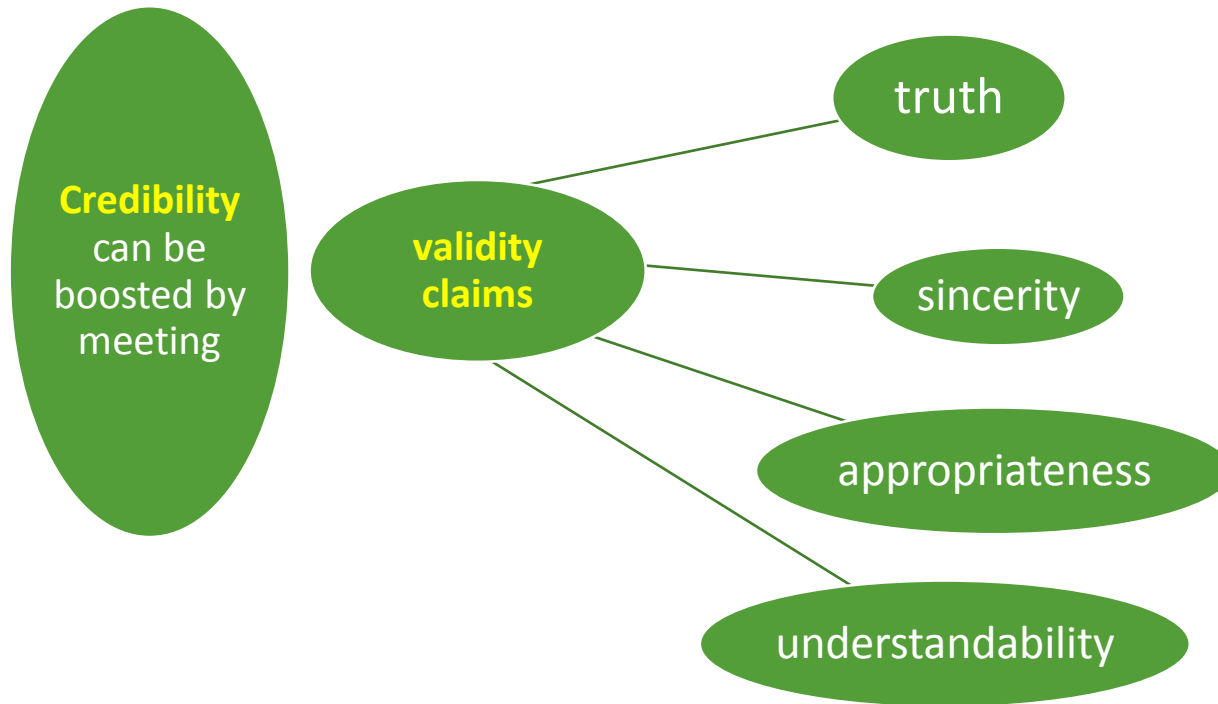 Credibility
can be
boosted by
meeting
validity
claims
truth
sincerity
appropriateness
understandability